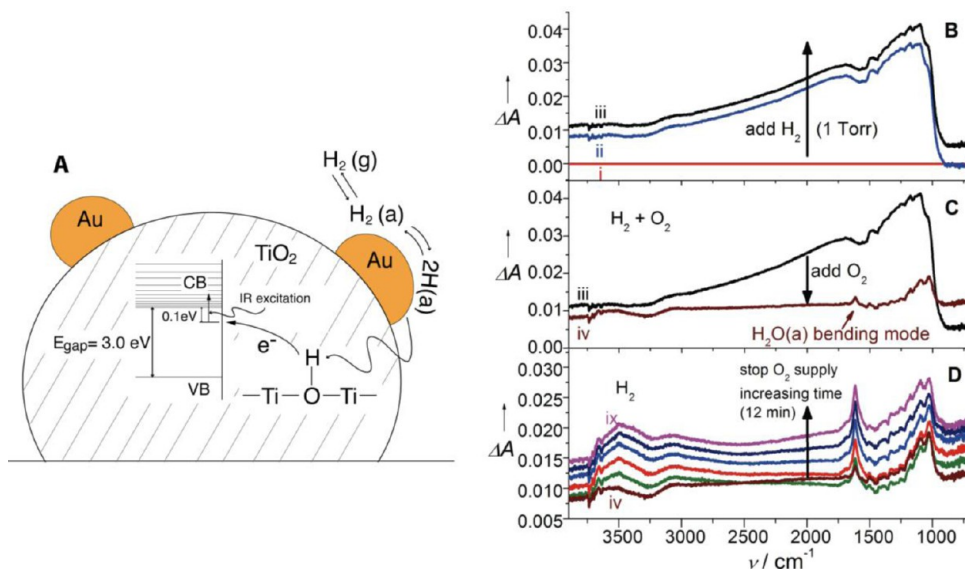 A
H₂ (g)
H₂ (a)
Au
Au
TiO₂
2H(a)
CB
IR excitation
0.1eV
E_gap= 3.0 eV
e⁻
H
VB
Ti
O
Ti
B
0.04
0.03
0.02
0.01
0.00
ΔA
iii
ii
i
add H₂ (1 Torr)
C
0.04
0.03
0.02
0.01
0.00
ΔA
H₂ + O₂
add O₂
iii
iv
H₂O(a) bending mode
D
0.025
0.020
0.015
0.010
0.005
ΔA
H₂
stop O₂ supply
increasing time
(12 min)
ix
iv
3500 3000 2500 2000 1500 1000
ν / cm⁻¹